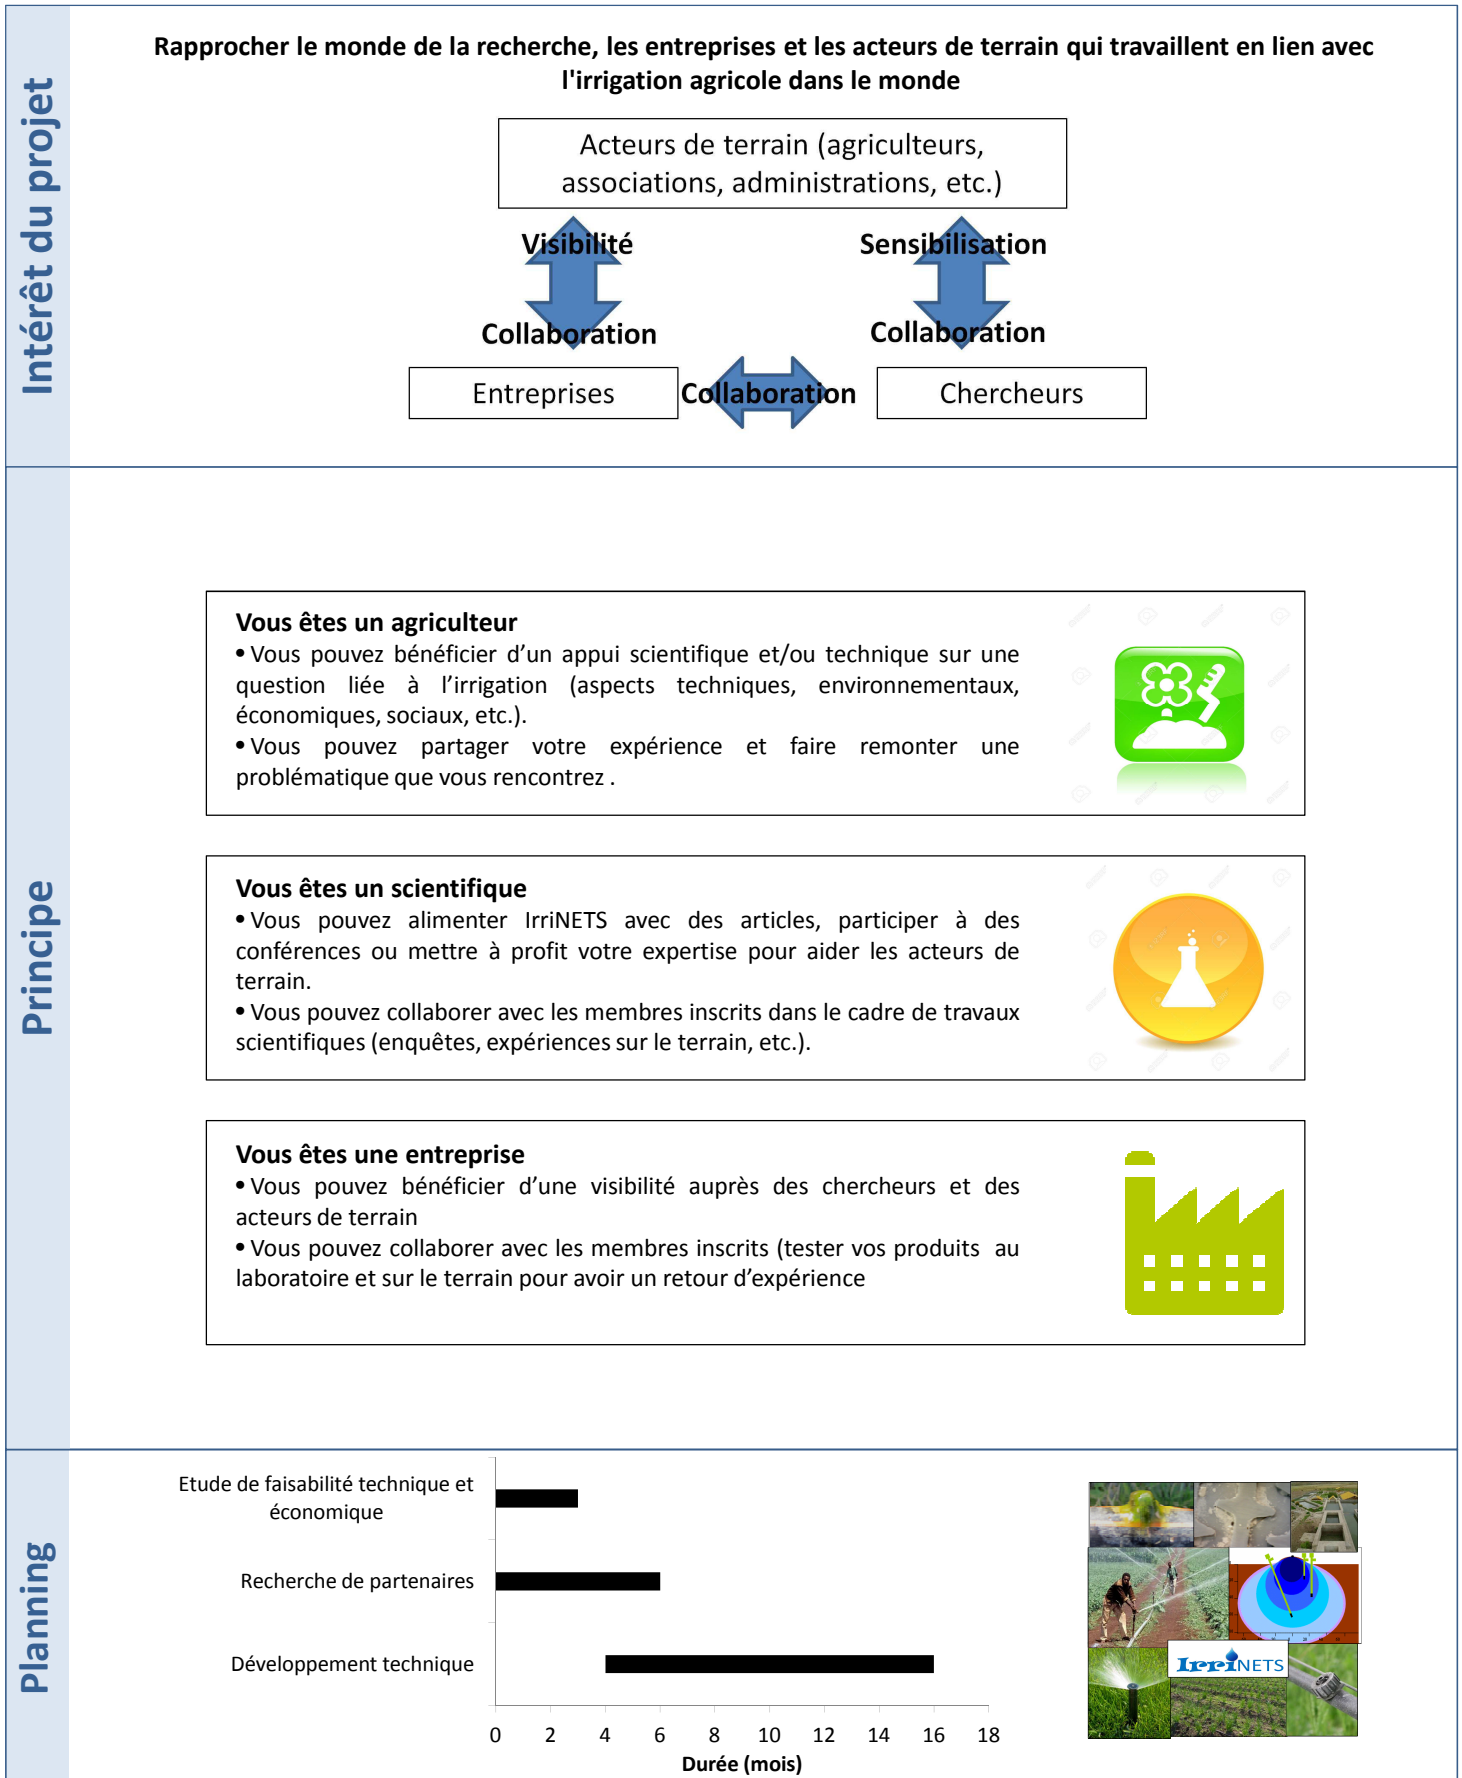 Intérêt du projet
Rapprocher le monde de la recherche, les entreprises et les acteurs de terrain qui travaillent en lien avec
l'irrigation agricole dans le monde
Acteurs de terrain (agriculteurs,
associations, administrations, etc.)
Visibilité
Sensibilisation
Collaboration
Collaboration
Entreprises
Collaboration
Chercheurs
Principe
Vous êtes un agriculteur
• Vous pouvez bénéficier d’un appui scientifique et/ou technique sur une
question liée à l’irrigation (aspects techniques, environnementaux,
économiques, sociaux, etc.).
• Vous pouvez partager votre expérience et faire remonter une
problématique que vous rencontrez .
Vous êtes un scientifique
• Vous pouvez alimenter IrriNETS avec des articles, participer à des
conférences ou mettre à profit votre expertise pour aider les acteurs de
terrain.
• Vous pouvez collaborer avec les membres inscrits dans le cadre de travaux
scientifiques (enquêtes, expériences sur le terrain, etc.).
Vous êtes une entreprise
• Vous pouvez bénéficier d’une visibilité auprès des chercheurs et des
acteurs de terrain
• Vous pouvez collaborer avec les membres inscrits (tester vos produits au
laboratoire et sur le terrain pour avoir un retour d’expérience
Planning
Etude de faisabilité technique et
économique
Recherche de partenaires
Développement technique
0 2 4 6 8 10 12 14 16 18
Durée (mois)
IrriNETS